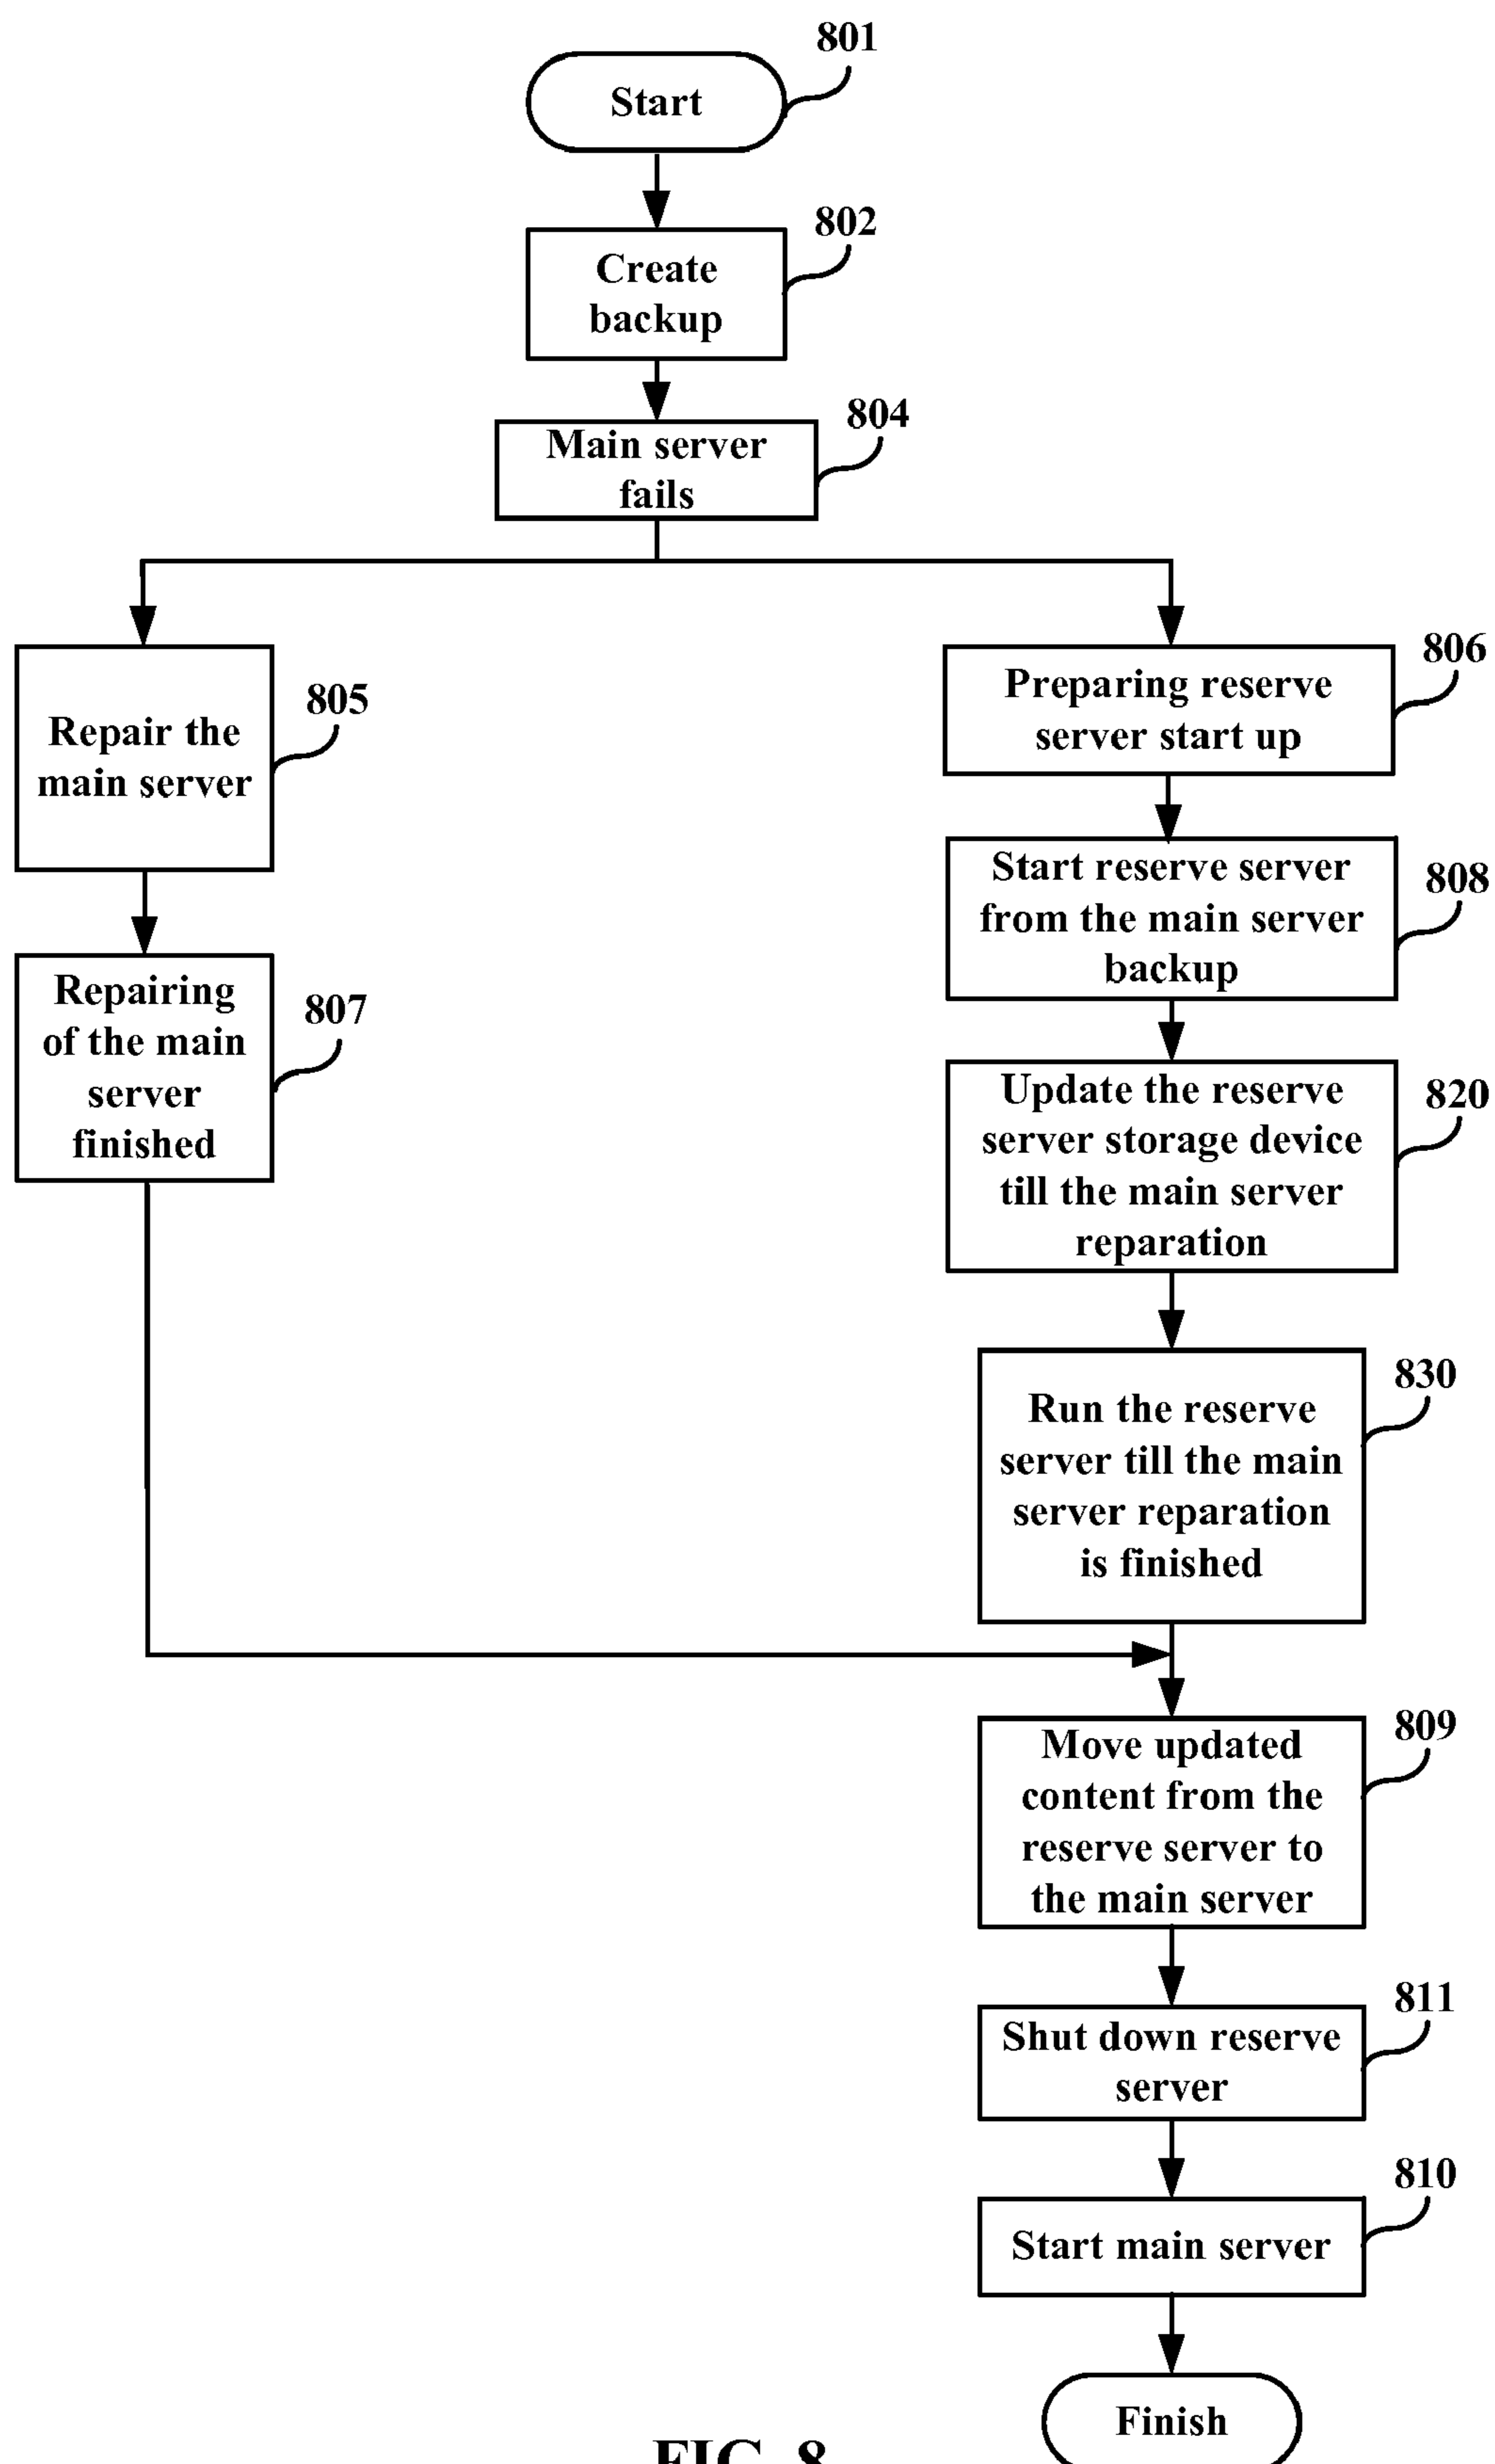 801
Start
802
Create
backup
804
Main server
fails
805
Repair the
main server
806
Preparing reserve
server start up
808
Start reserve server
from the main server
backup
807
Repairing
of the main
server
finished
820
Update the reserve
server storage device
till the main server
reparation
830
Run the reserve
server till the main
server reparation
is finished
809
Move updated
content from the
reserve server to
the main server
811
Shut down reserve
server
810
Start main server
Finish
FIG. 8